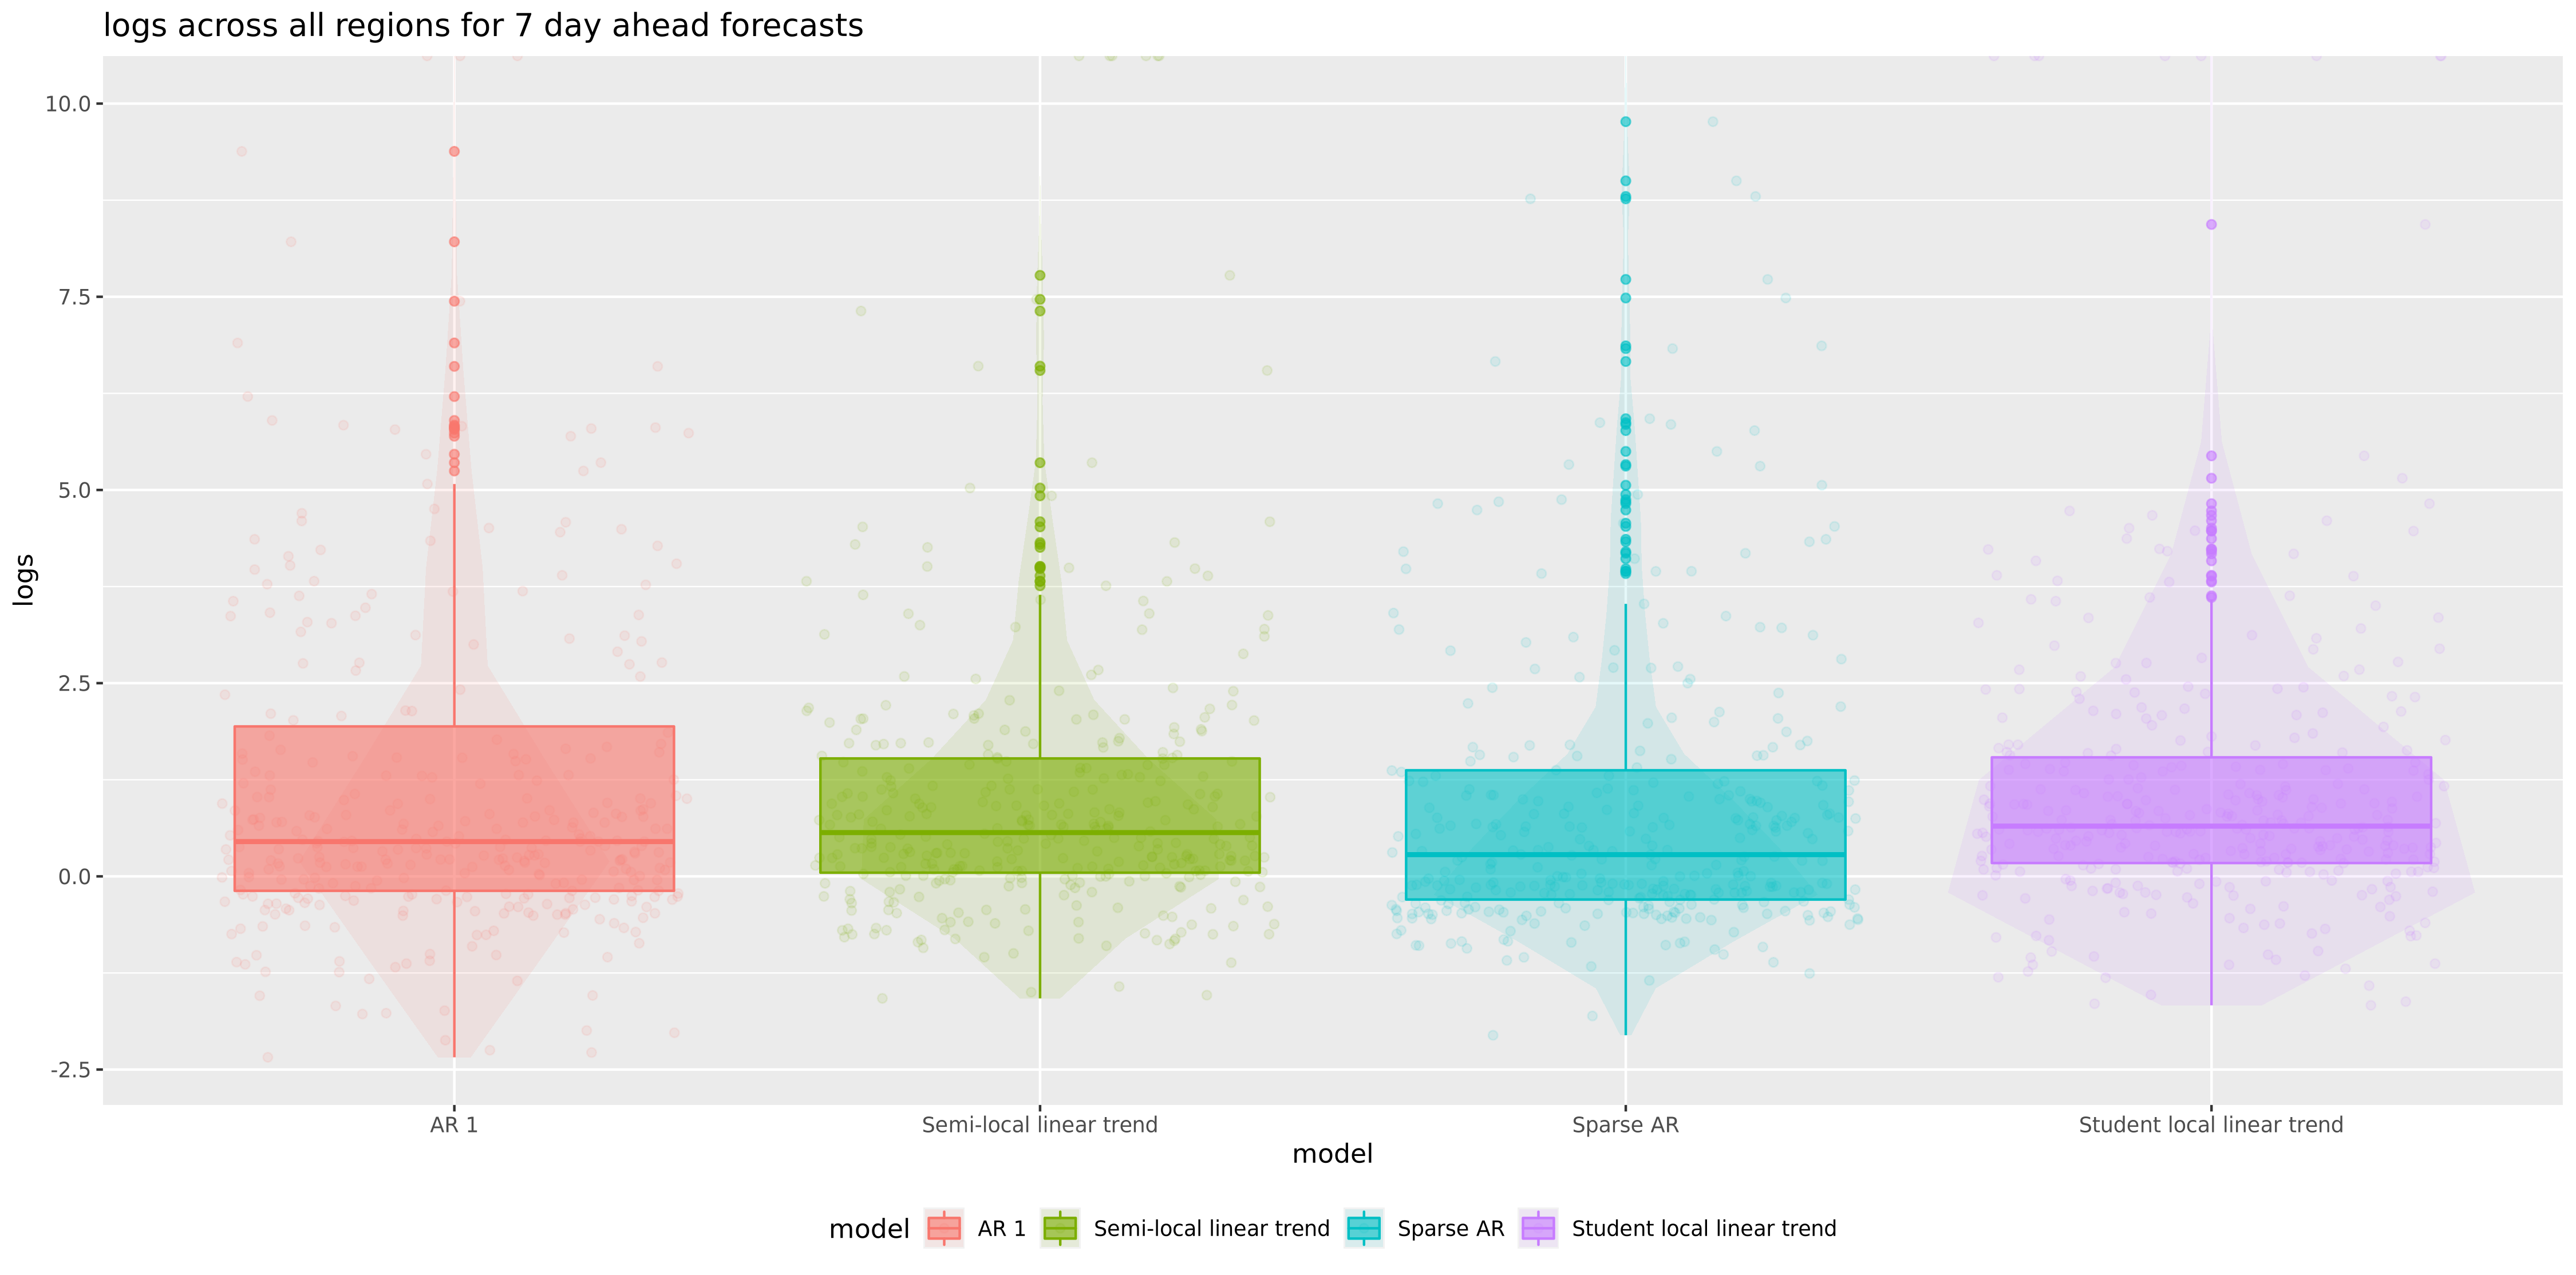 logs across all regions for 7 day ahead forecasts
10.0
7.5
5.0
2.5
0.0
-2.5
logs
AR 1 Semi-local linear trend Sparse AR Student local linear trend
model
model AR 1 Semi-local linear trend Sparse AR Student local linear trend